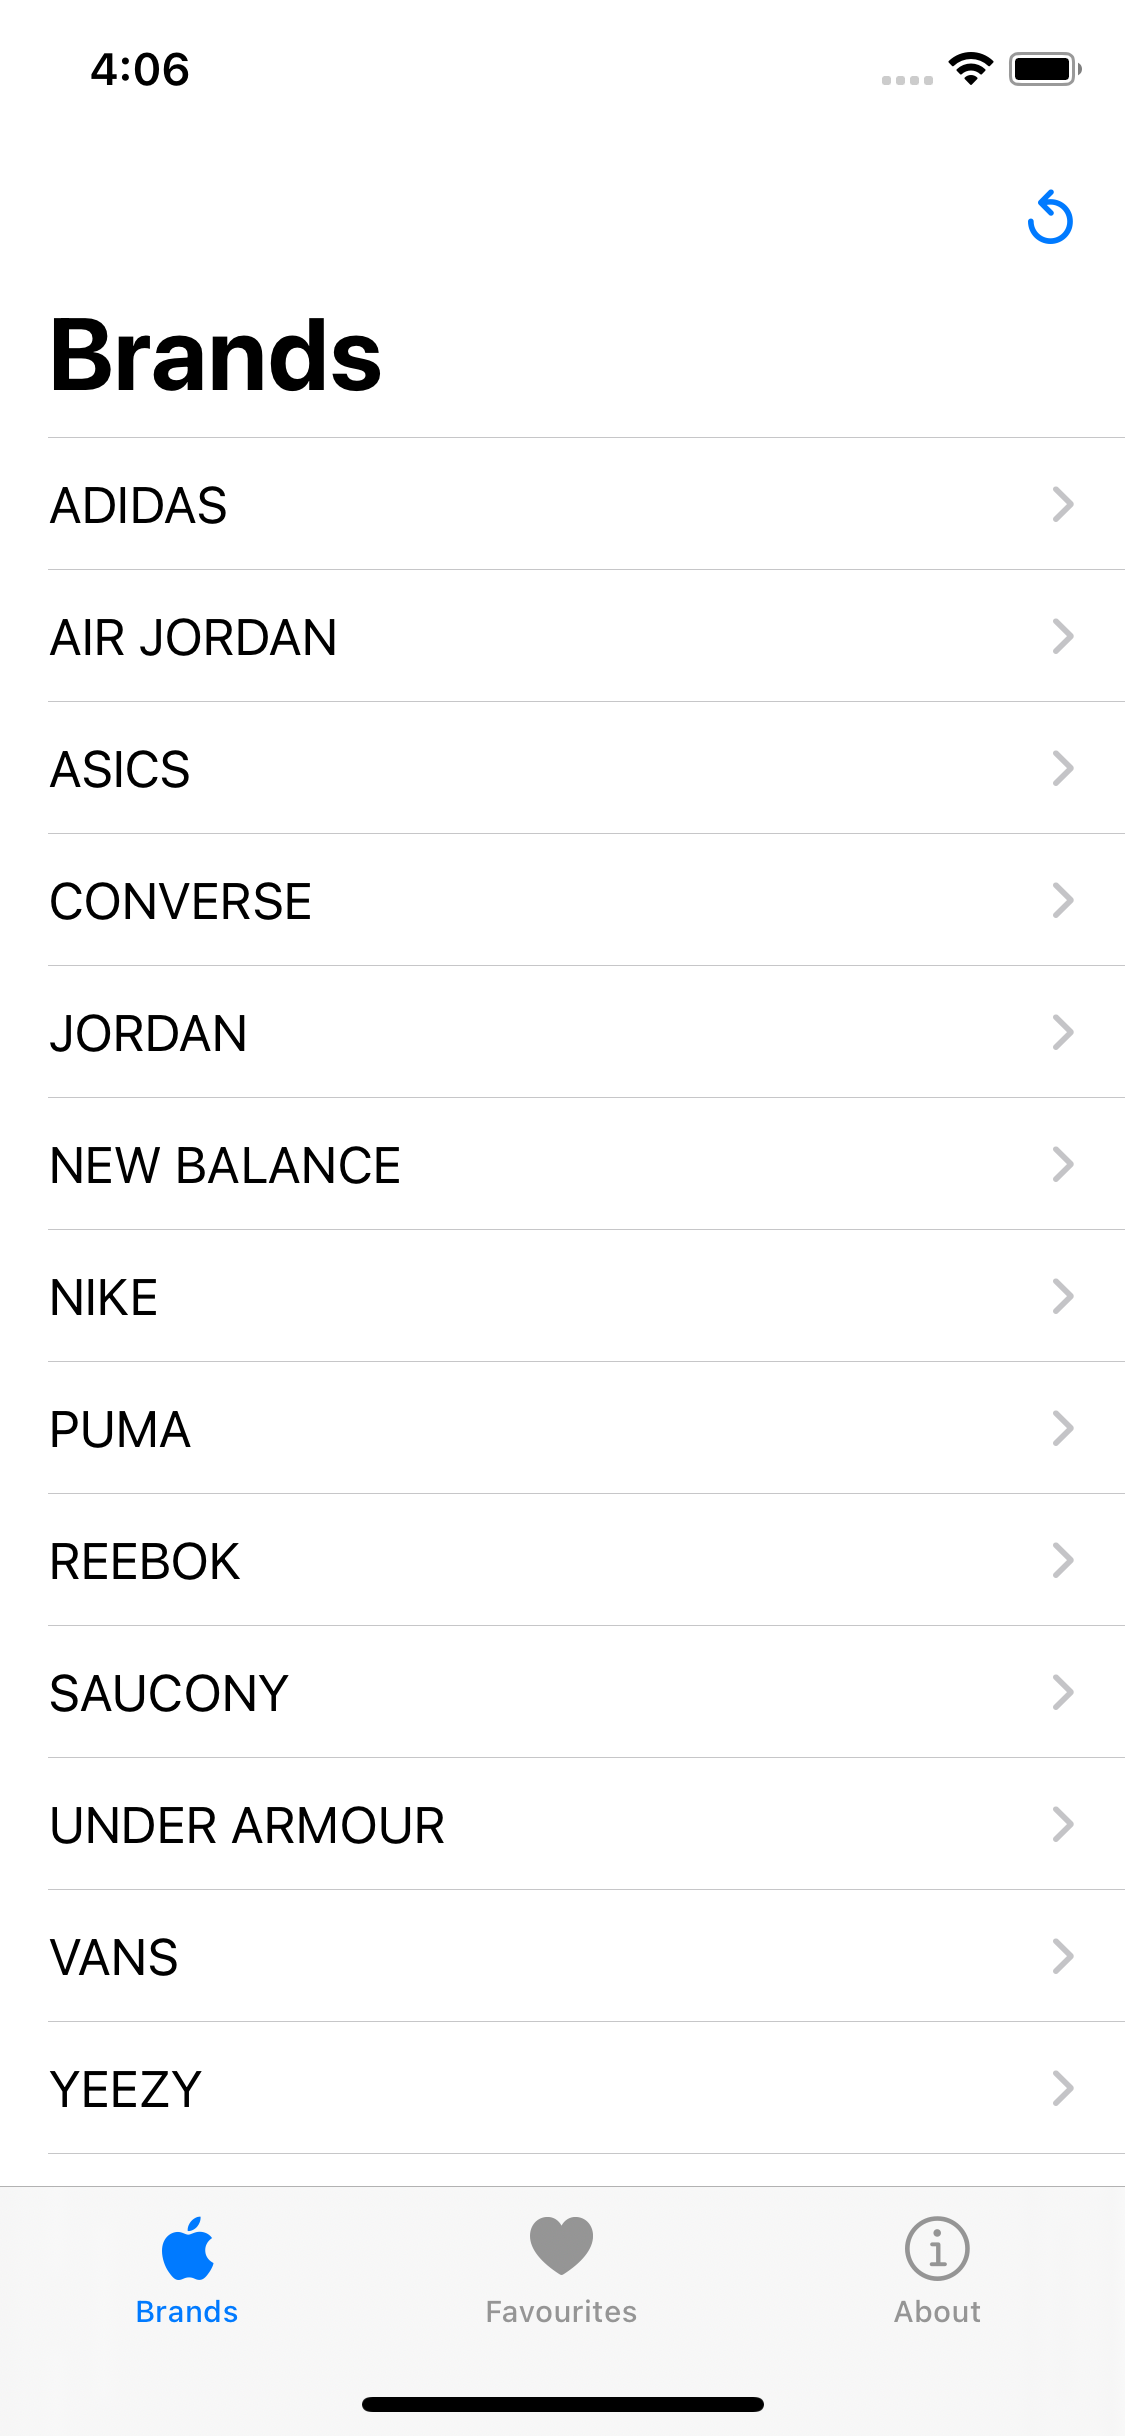 4:06
Brands
ADIDAS
AIR JORDAN
ASICS
CONVERSE
JORDAN
NEW BALANCE
NIKE
PUMA
REEBOK
SAUCONY
UNDER ARMOUR
VANS
YEEZY
Brands
Favourites
About